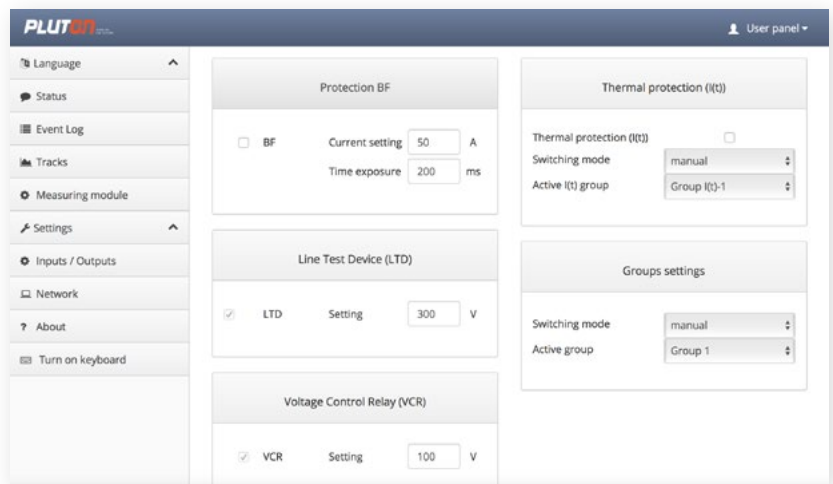 PLUTON
User panel
Language
Status
Event Log
Tracks
Measuring module
Settings
Inputs / Outputs
Network
? About
Turn on keyboard
Protection BF
BF Current setting 50 A
Time exposure 200 ms
Line Test Device (LTD)
LTD Setting 300 V
Voltage Control Relay (VCR)
VCR Setting 100 V
Thermal protection (I(t))
Thermal protection (I(t))
Switching mode manual
Active I(t) group Group I(t)-1
Groups settings
Switching mode manual
Active group Group 1